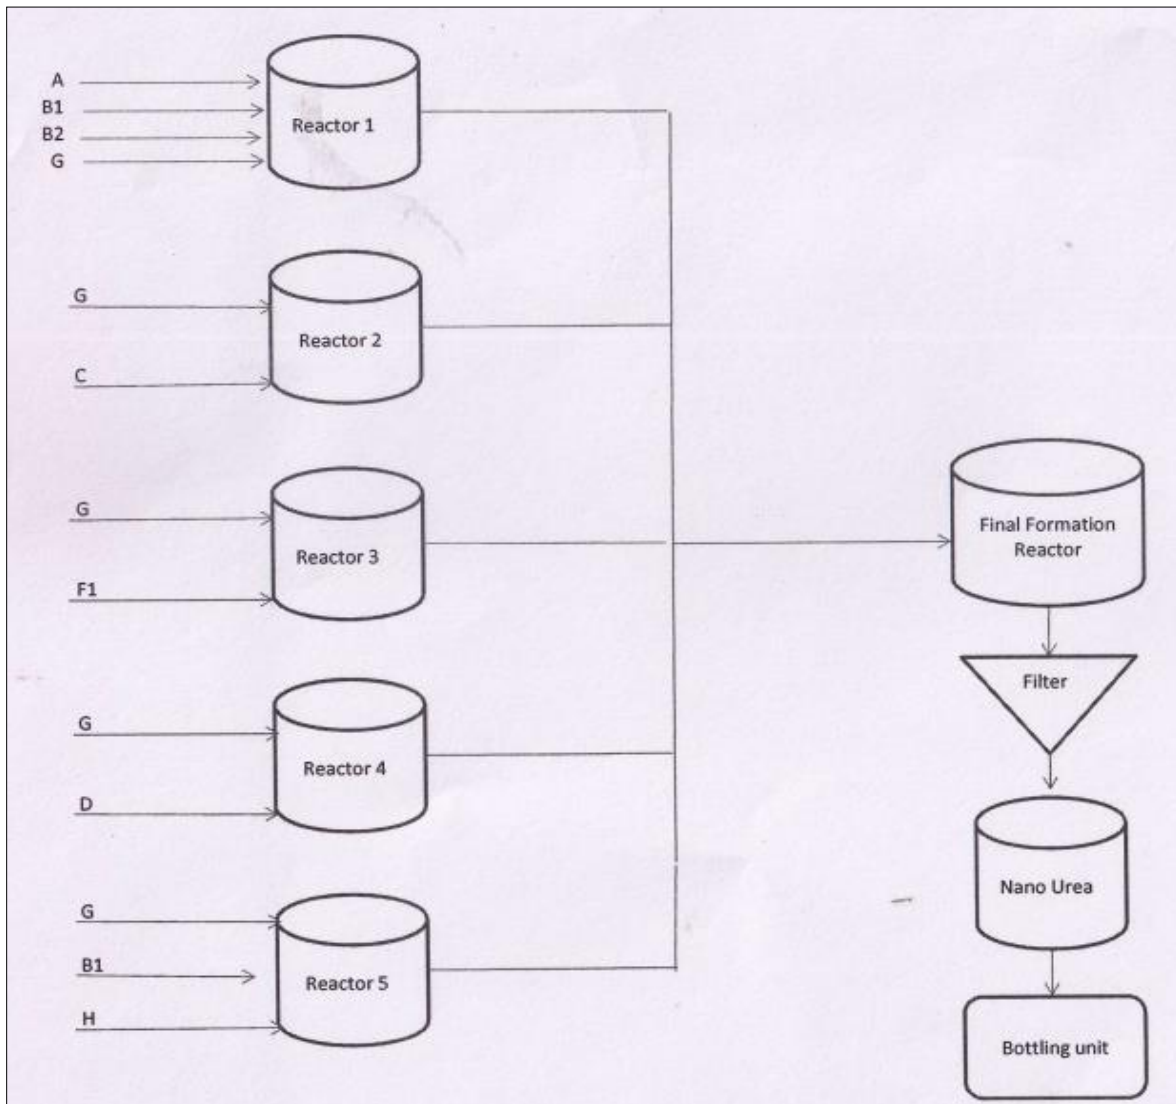 A
B1
B2
G
Reactor 1
G
C
Reactor 2
G
F1
Reactor 3
G
D
Reactor 4
G
B1
H
Reactor 5
Final Formation
Reactor
Filter
Nano Urea
Bottling unit